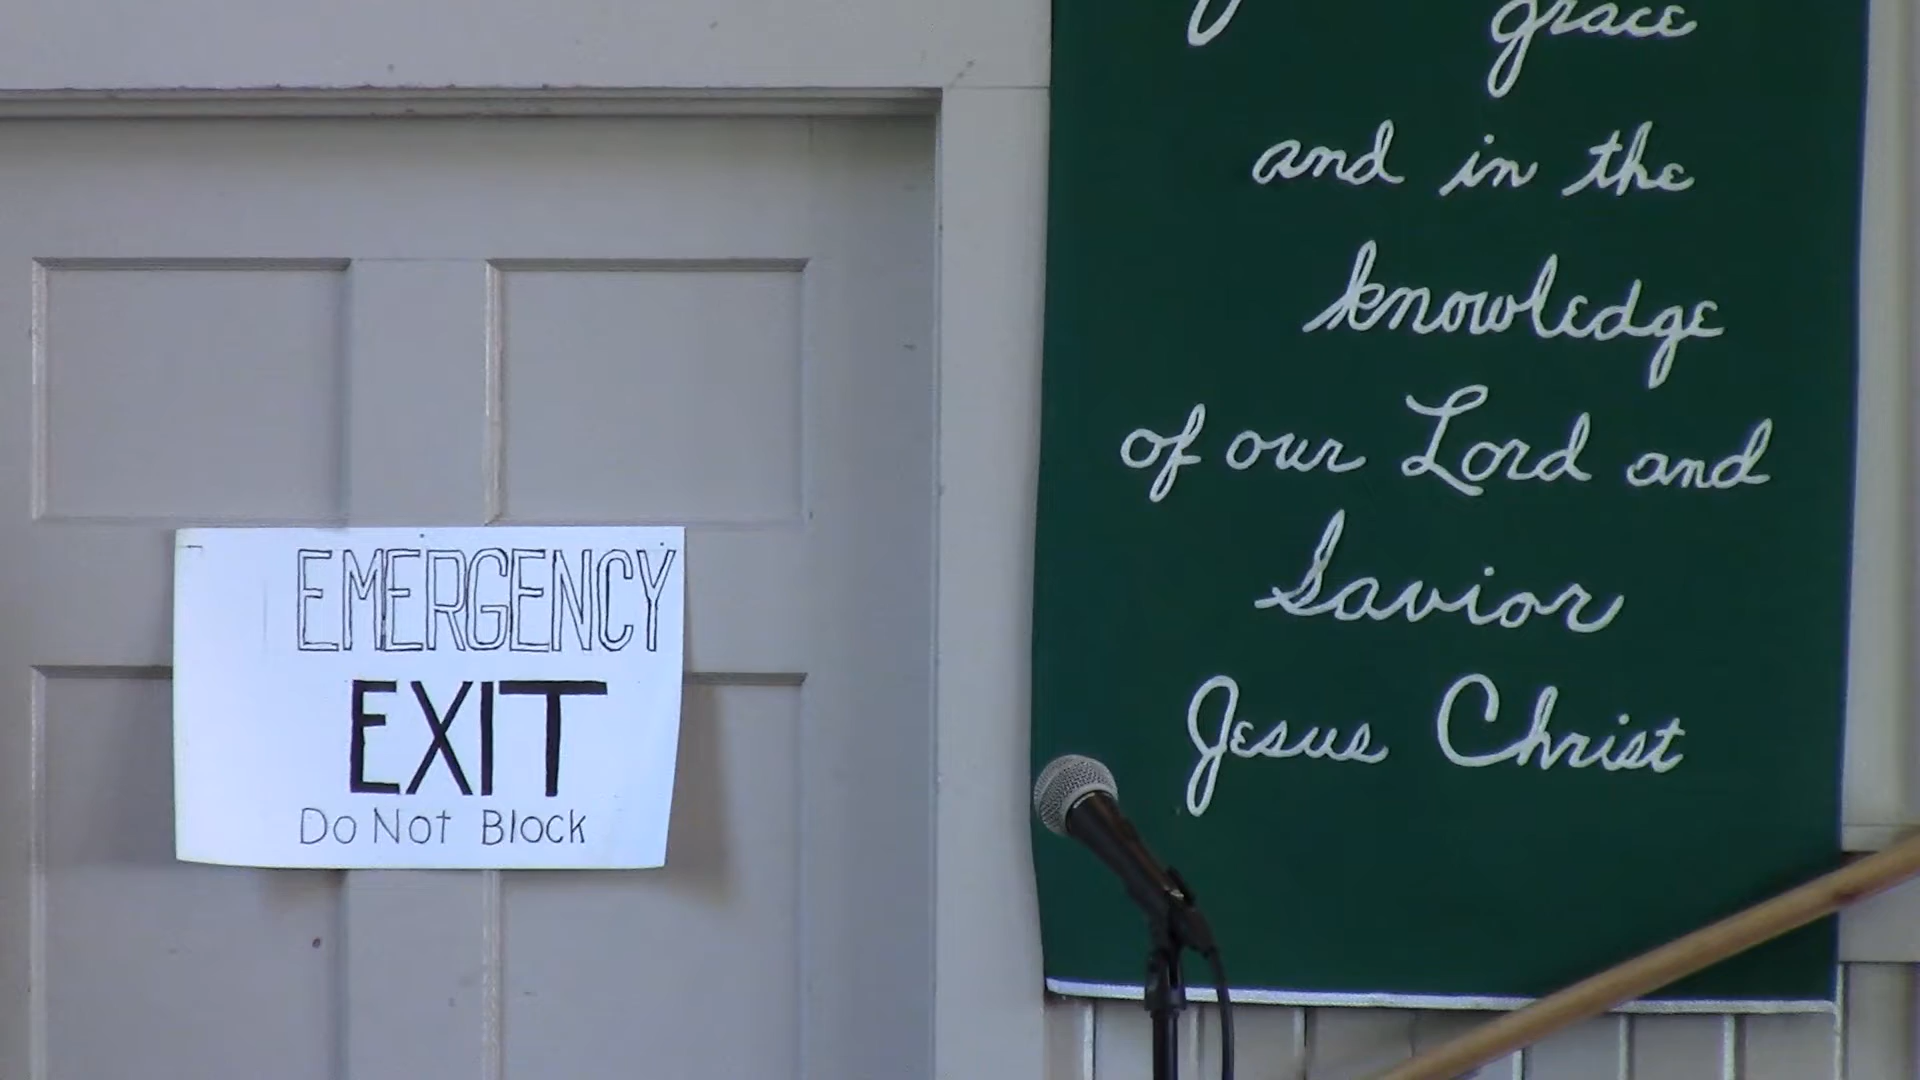 EMERGENCY
EXIT
Do Not Block
grace
and in the
knowledge
of our Lord and
Savior
Jesus Christ